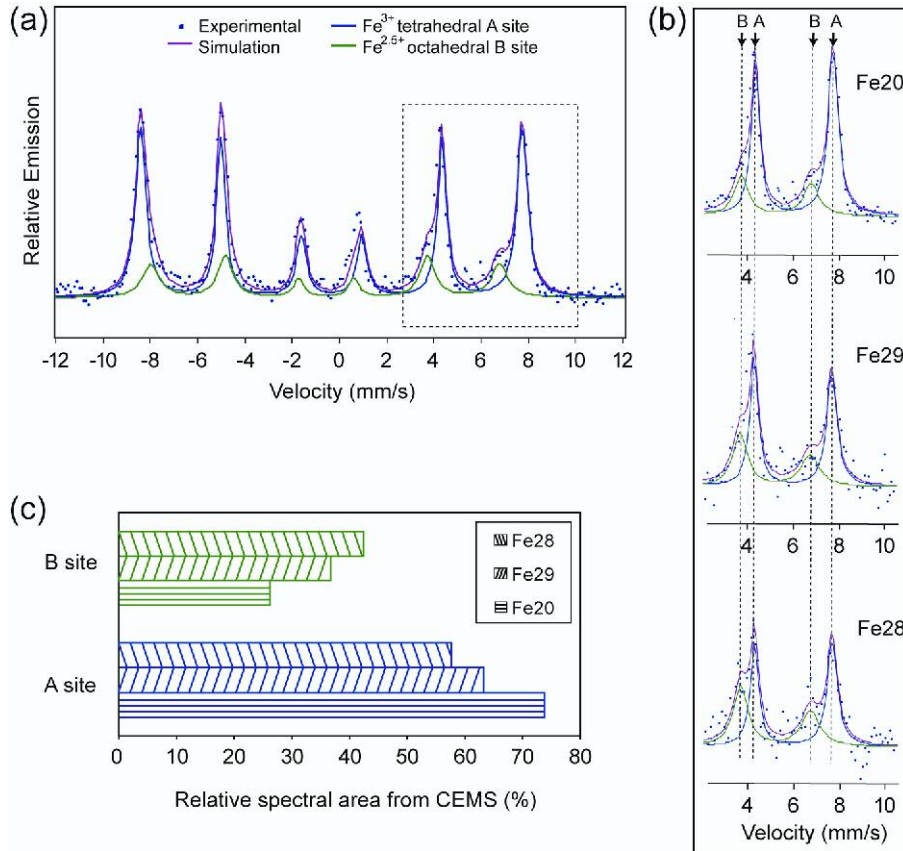 (a)
Experimental
Simulation
Fe3+ tetrahedral A site
Fe2.5+ octahedral B site
Relative Emission
-12 -10 -8 -6 -4 -2 0 2 4 6 8 10 12
Velocity (mm/s)
(b)
B A B A
Fe20
4 6 8 10
Fe29
4 6 8 10
Fe28
4 6 8 10
Velocity (mm/s)
(c)
B site
A site
Fe28
Fe29
Fe20
0 10 20 30 40 50 60 70 80
Relative spectral area from CEMS (%)